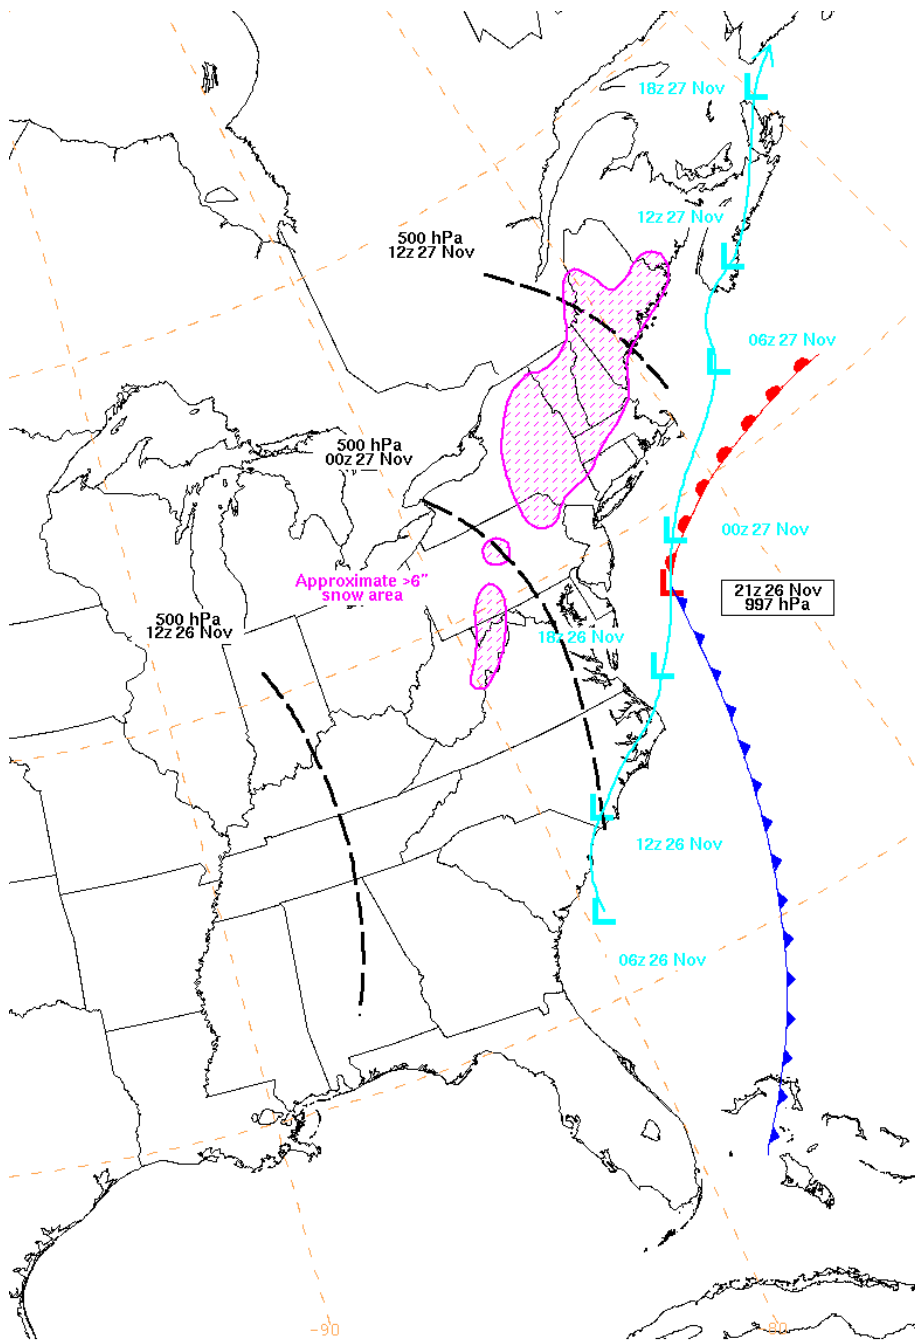 18z 27 Nov
12z 27 Nov
500 hPa
12z 27 Nov
06z 27 Nov
500 hPa
00z 27 Nov
00z 27 Nov
Approximate >6"
snow area
21z 26 Nov
997 hPa
500 hPa
12z 26 Nov
18z 26 Nov
12z 26 Nov
06z 26 Nov
L
L
L
L
L
L
L
L
-90
-80